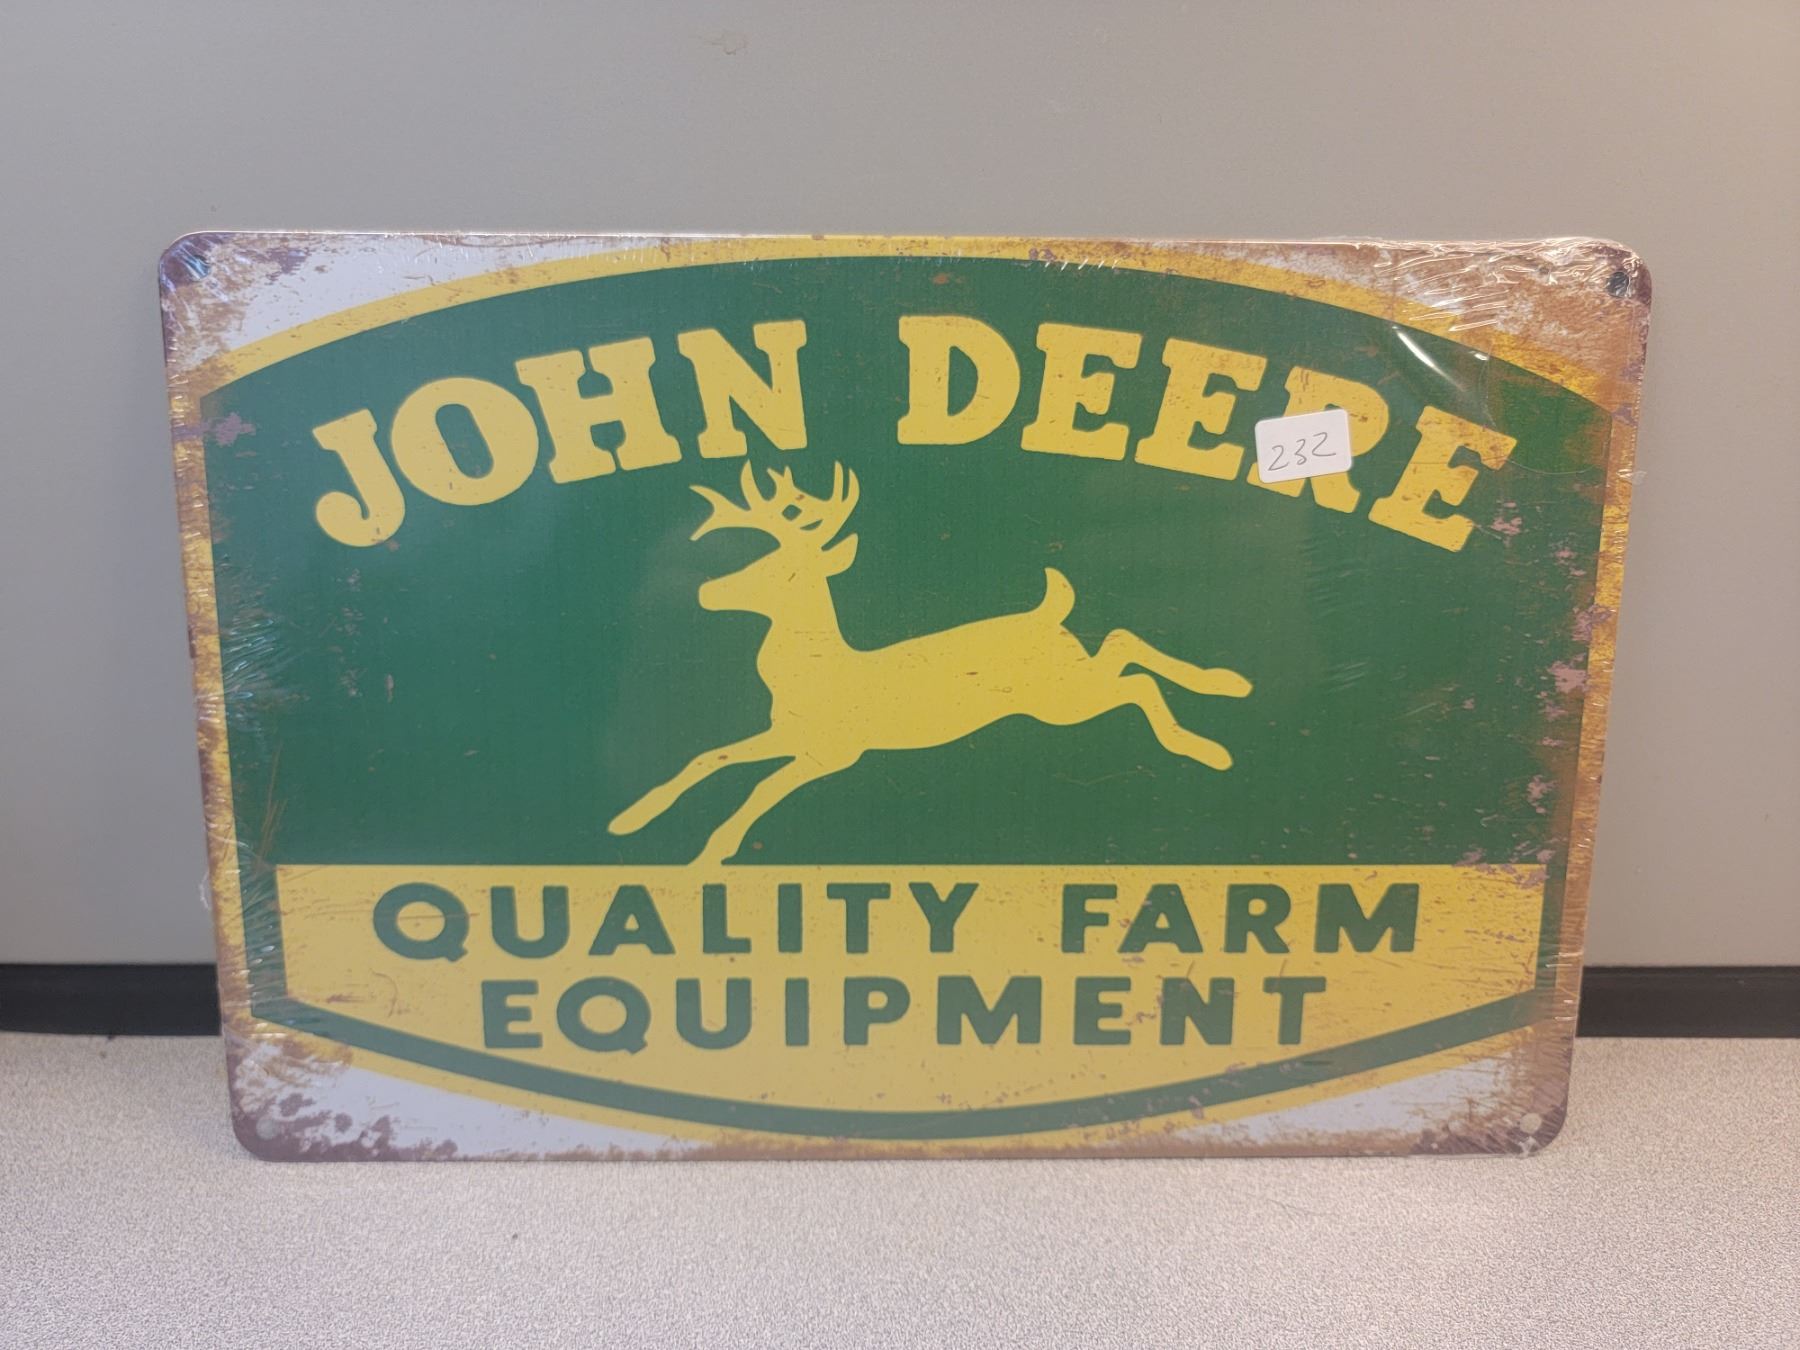 JOHN DEERE
232
QUALITY FARM
EQUIPMENT